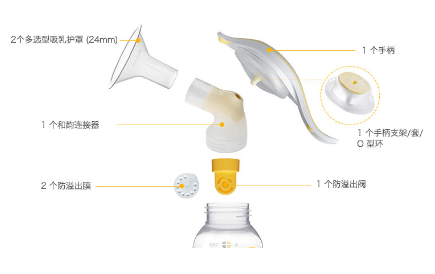 2个多选型吸乳护罩 (24mm)
1 个手柄
1 个和韵连接器
1 个手柄支架/套/
O 型环
2 个防溢出膜
1 个防溢出阀